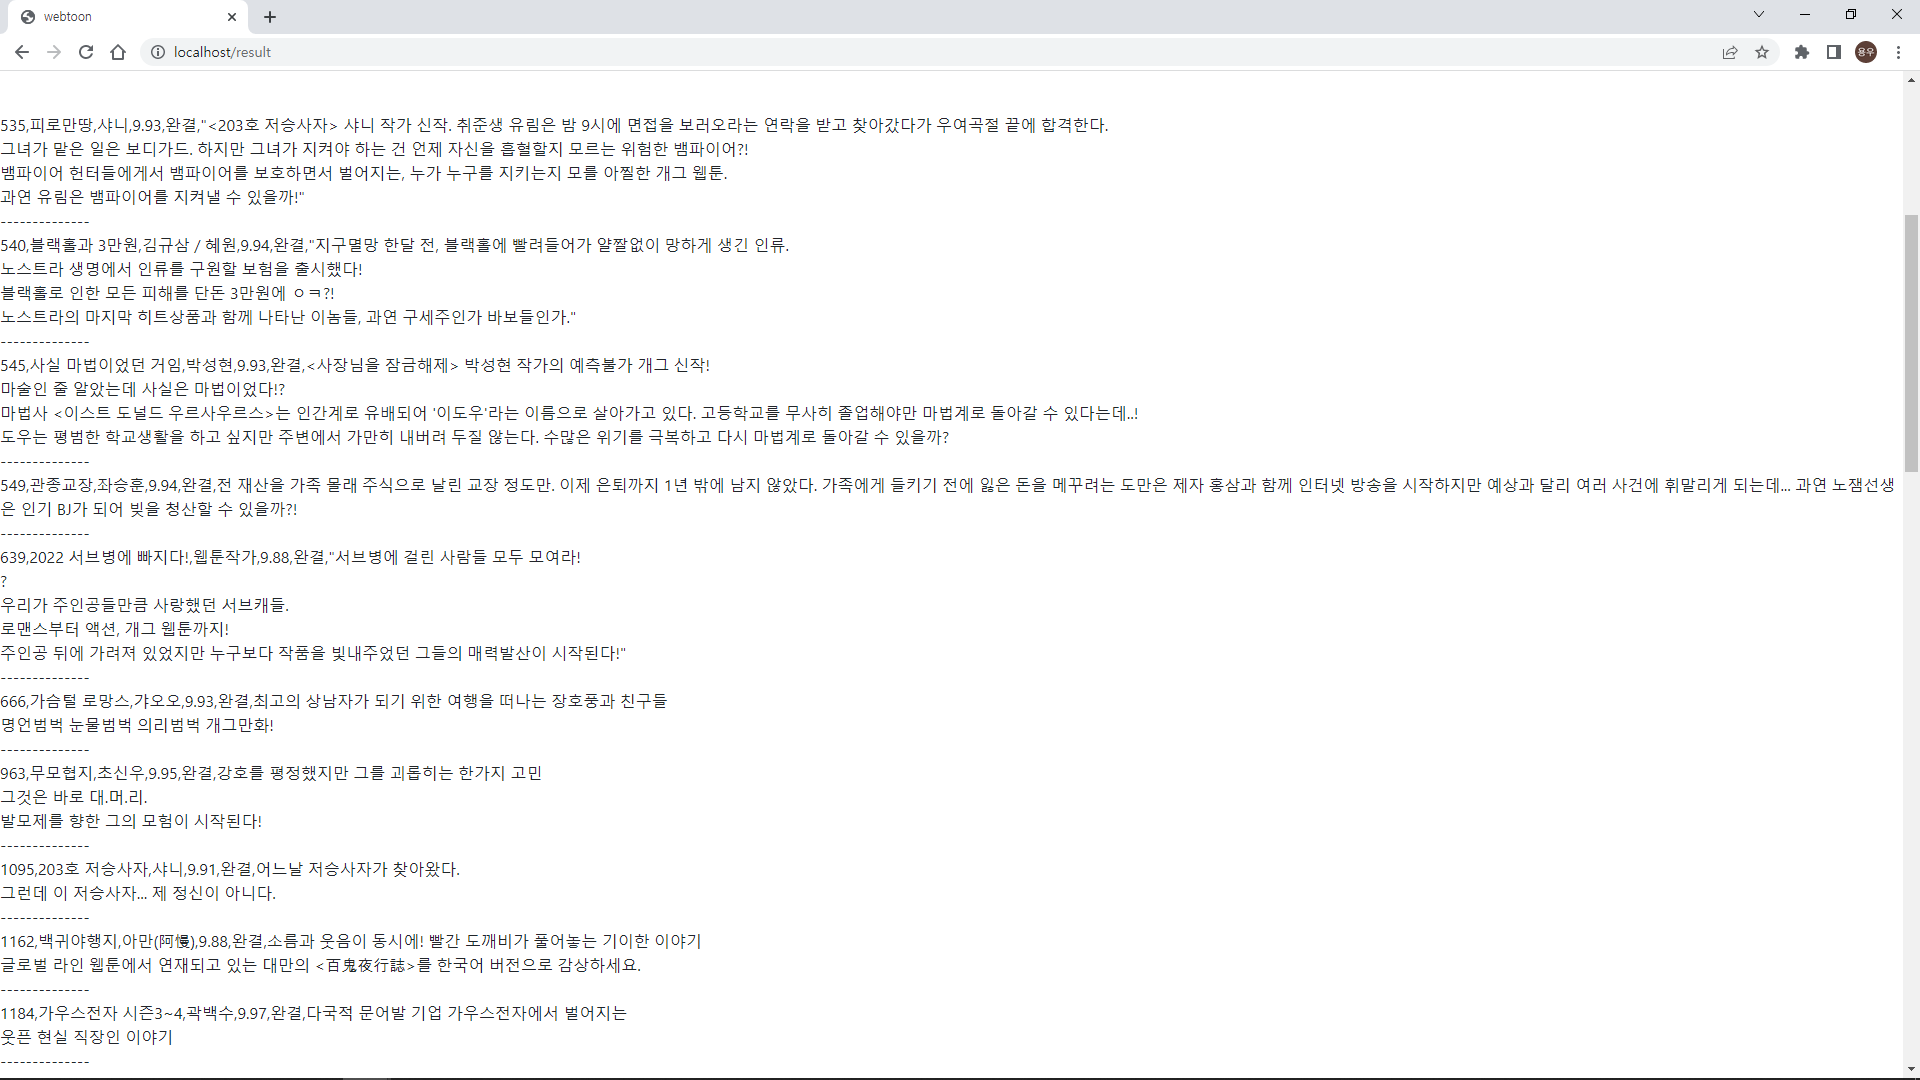 webtoon
localhost/result
용우
535,피로만땅,샤니,9.93,완결,"<203호 저승사자> 샤니 작가 신작. 취준생 유림은 밤 9시에 면접을 보러오라는 연락을 받고 찾아갔다가 우여곡절 끝에 합격한다.
그녀가 맡은 일은 보디가드. 하지만 그녀가 지켜야 하는 건 언제 자신을 흡혈할지 모르는 위험한 뱀파이어?!
뱀파이어 헌터들에게서 뱀파이어를 보호하면서 벌어지는, 누가 누구를 지키는지 모를 아찔한 개그 웹툰.
과연 유림은 뱀파이어를 지켜낼 수 있을까!"
--------------
540,블랙홀과 3만원,김규삼 / 혜원,9.94,완결,"지구멸망 한달 전, 블랙홀에 빨려들어가 얄짤없이 망하게 생긴 인류.
노스트라 생명에서 인류를 구원할 보험을 출시했다!
블랙홀로 인한 모든 피해를 단돈 3만원에 ㅇㅋ?!
노스트라의 마지막 히트상품과 함께 나타난 이놈들, 과연 구세주인가 바보들인가."
--------------
545,사실 마법이었던 거임,박성현,9.93,완결,<사장님을 잠금해제> 박성현 작가의 예측불가 개그 신작!
마술인 줄 알았는데 사실은 마법이었다!?
마법사 <이스트 도널드 우르사우르스>는 인간계로 유배되어 '이도우'라는 이름으로 살아가고 있다. 고등학교를 무사히 졸업해야만 마법계로 돌아갈 수 있다는데..!
도우는 평범한 학교생활을 하고 싶지만 주변에서 가만히 내버려 두질 않는다. 수많은 위기를 극복하고 다시 마법계로 돌아갈 수 있을까?
--------------
549,관종교장,좌승훈,9.94,완결,전 재산을 가족 몰래 주식으로 날린 교장 정도만. 이제 은퇴까지 1년 밖에 남지 않았다. 가족에게 들키기 전에 잃은 돈을 메꾸려는 도만은 제자 홍삼과 함께 인터넷 방송을 시작하지만 예상과 달리 여러 사건에 휘말리게 되는데... 과연 노잼선생
은 인기 BJ가 되어 빚을 청산할 수 있을까?!
--------------
639,2022 서브병에 빠지다!,웹툰작가,9.88,완결,"서브병에 걸린 사람들 모두 모여라!
?
우리가 주인공들만큼 사랑했던 서브캐들.
로맨스부터 액션, 개그 웹툰까지!
주인공 뒤에 가려져 있었지만 누구보다 작품을 빛내주었던 그들의 매력발산이 시작된다!"
--------------
666,가슴털 로망스,갸오오,9.93,완결,최고의 상남자가 되기 위한 여행을 떠나는 장호풍과 친구들
명언범벅 눈물범벅 의리범벅 개그만화!
--------------
963,무모협지,초신우,9.95,완결,강호를 평정했지만 그를 괴롭히는 한가지 고민
그것은 바로 대.머.리.
발모제를 향한 그의 모험이 시작된다!
--------------
1095,203호 저승사자,샤니,9.91,완결,어느날 저승사자가 찾아왔다.
그런데 이 저승사자... 제 정신이 아니다.
--------------
1162,백귀야행지,아만(阿慢),9.88,완결,소름과 웃음이 동시에! 빨간 도깨비가 풀어놓는 기이한 이야기
글로벌 라인 웹툰에서 연재되고 있는 대만의 <百鬼夜行誌>를 한국어 버전으로 감상하세요.
--------------
1184,가우스전자 시즌3~4,곽백수,9.97,완결,다국적 문어발 기업 가우스전자에서 벌어지는
웃픈 현실 직장인 이야기
--------------